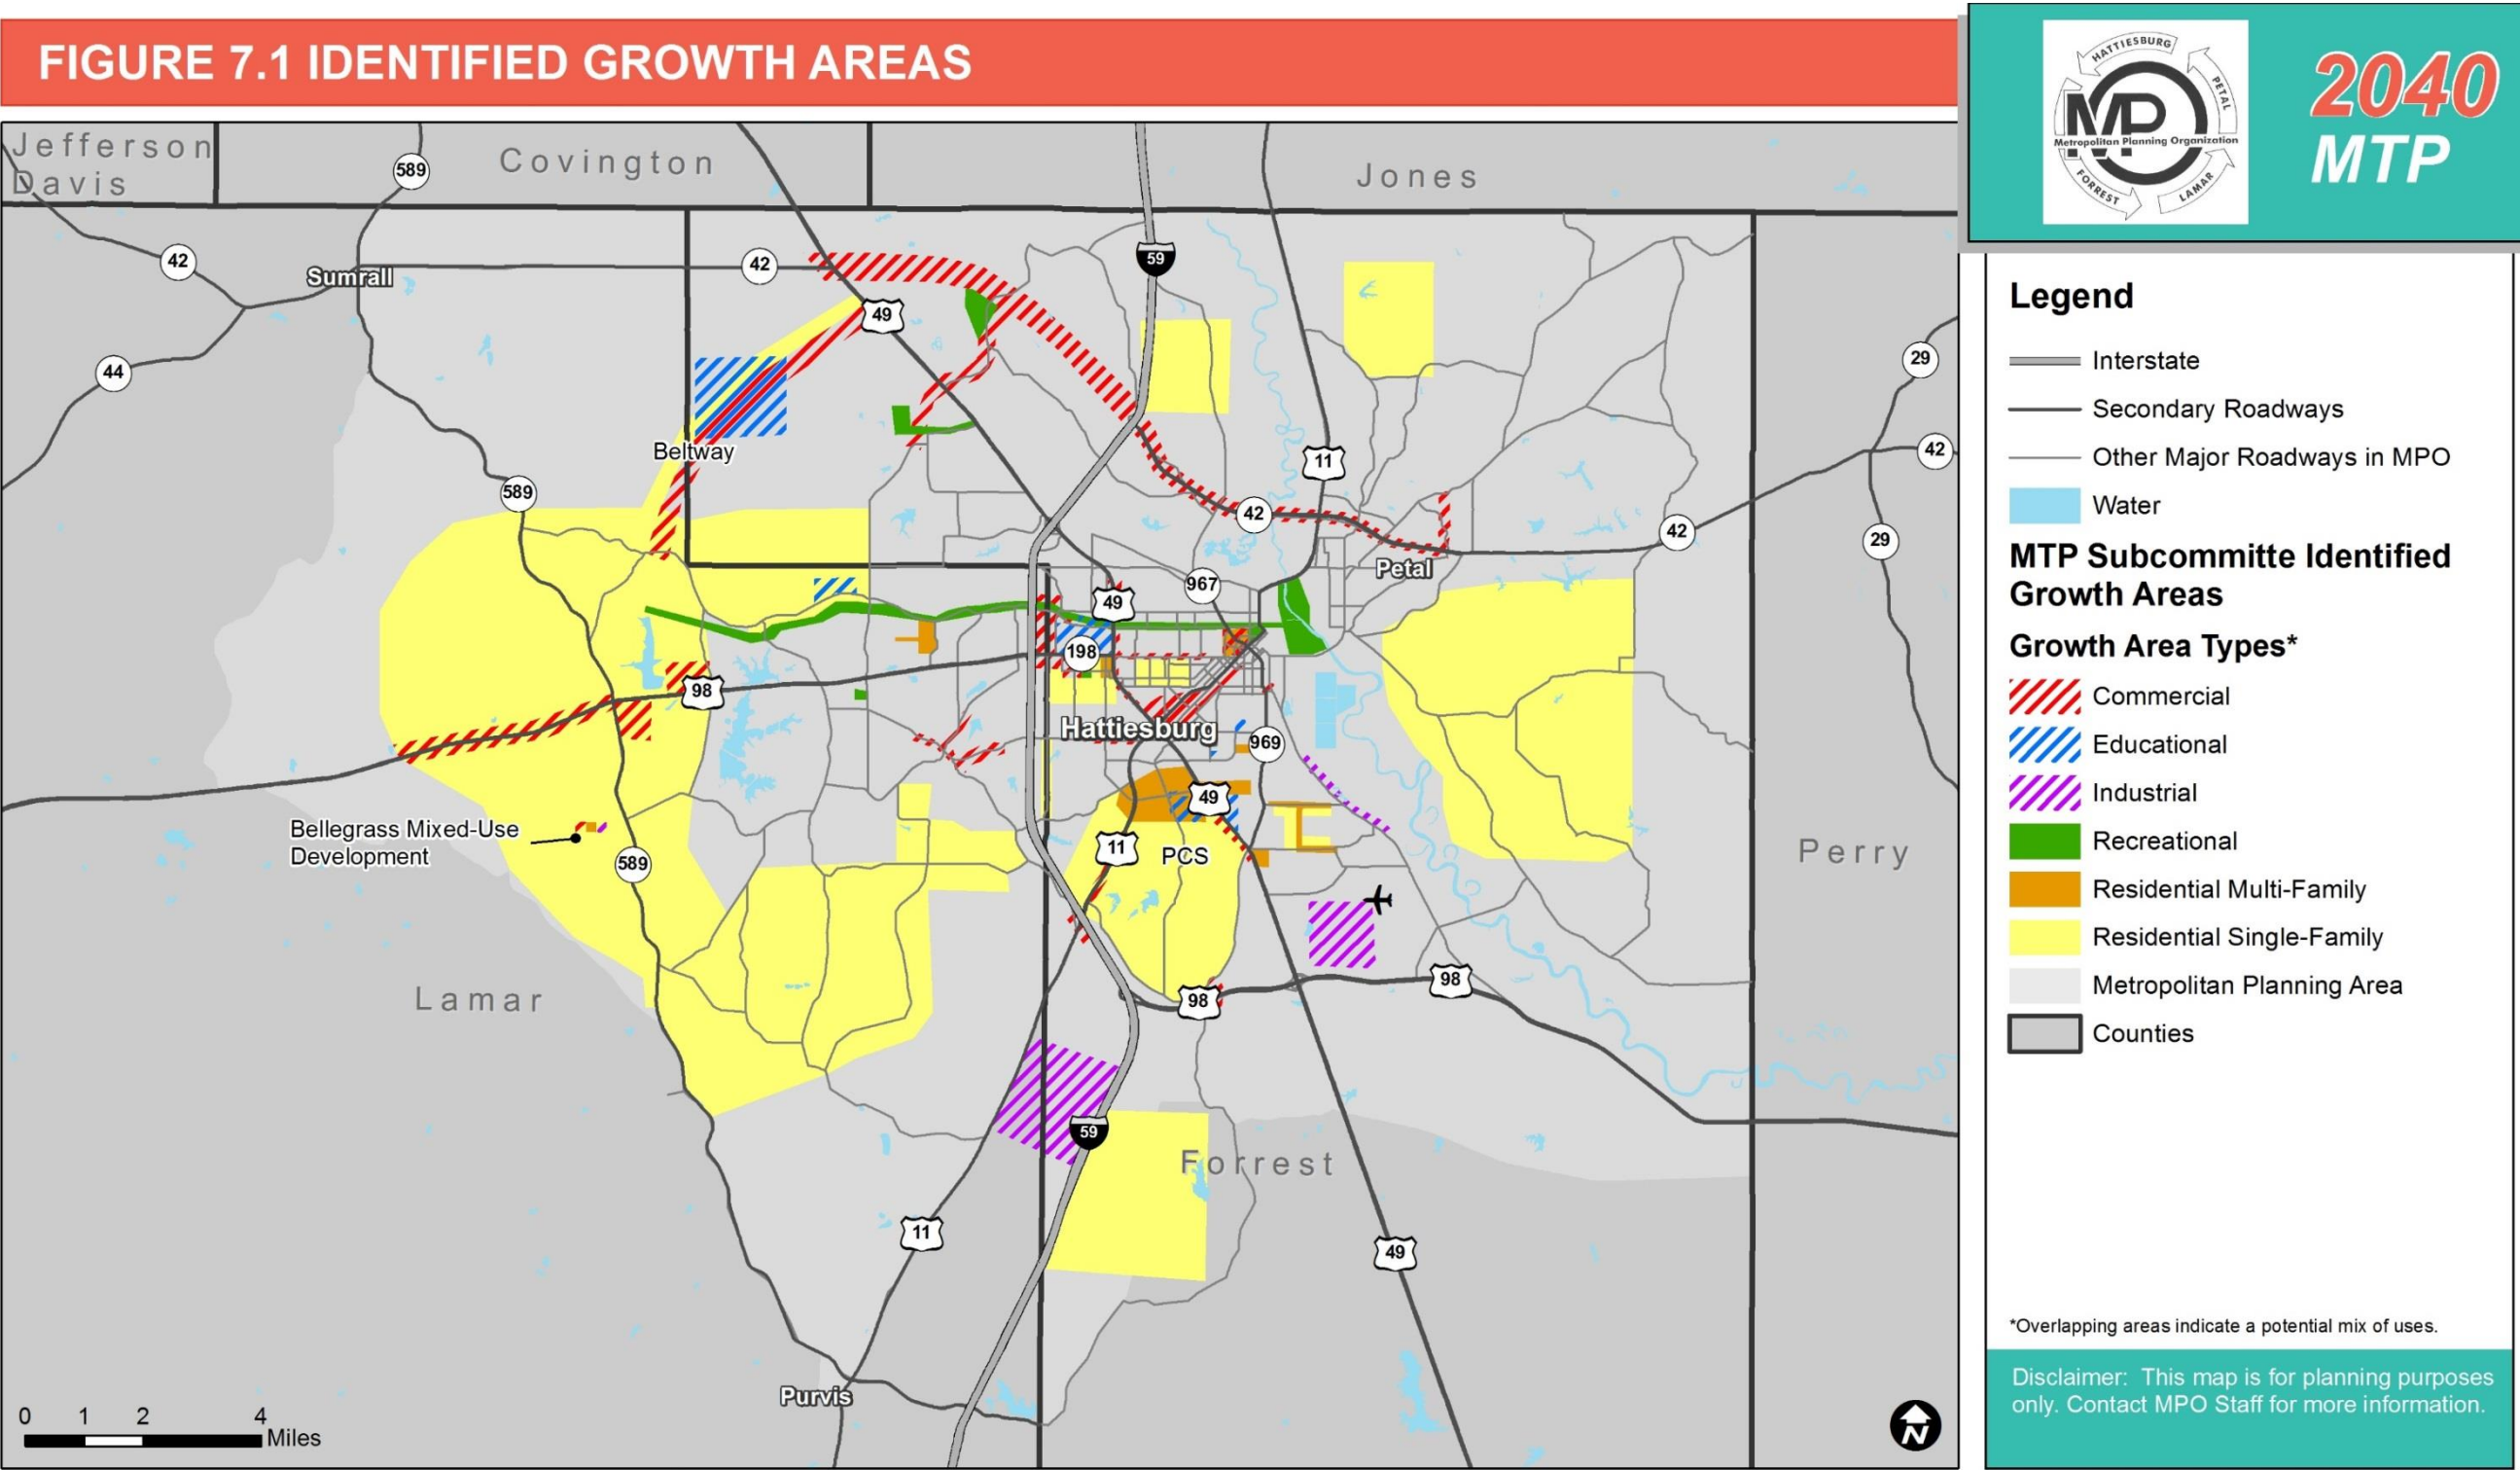 FIGURE 7.1 IDENTIFIED GROWTH AREAS
HATTIESBURG
PETAL
LAMAR
FORREST
MPO
Metropolitan Planning Organization
2040
MTP
Jefferson
Davis
Covington
Jones
589
42
Sumrall
42
59
49
44
29
42
Beltway
11
589
42
42
29
Petal
967
49
198
98
Hattiesburg
969
49
Bellegrass Mixed-Use
Development
589
11
PCS
Perry
98
98
Lamar
59
Forrest
11
49
Purvis
0 1 2 4
Miles
N
Legend
Interstate
Secondary Roadways
Other Major Roadways in MPO
Water
MTP Subcommitte Identified
Growth Areas
Growth Area Types*
Commercial
Educational
Industrial
Recreational
Residential Multi-Family
Residential Single-Family
Metropolitan Planning Area
Counties
*Overlapping areas indicate a potential mix of uses.
Disclaimer: This map is for planning purposes
only. Contact MPO Staff for more information.